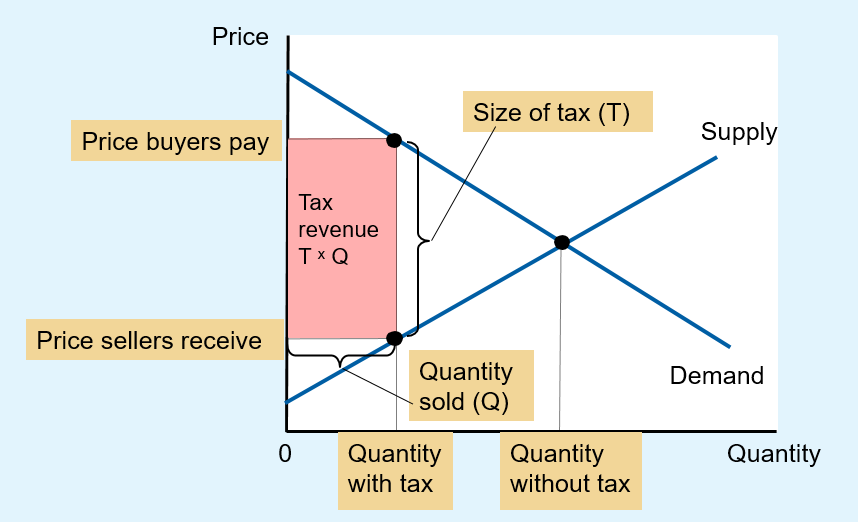 Price
Size of tax (T)
Supply
Price buyers pay
Tax
revenue
T x Q
Price sellers receive
Quantity
sold (Q)
Demand
0
Quantity
with tax
Quantity
without tax
Quantity